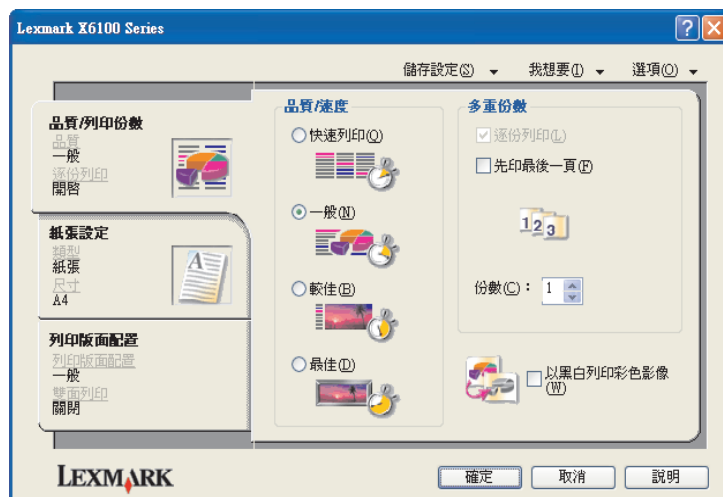 Lexmark X6100 Series
儲存設定(S)
我想要(I)
選項(O)
品質/列印份數
品質
一般
逐份列印
開啓
紙張設定
類型
紙張
尺寸
A4
列印版面配置
列印版面配置
一般
雙面列印
關閉
品質/速度
快速列印(Q)
一般(N)
較佳(B)
最佳(D)
多重份數
逐份列印(L)
先印最後一頁(F)
1 2 3
份數(C)： 1
以黑白列印彩色影像
(W)
LEXMARK
確定
取消
說明